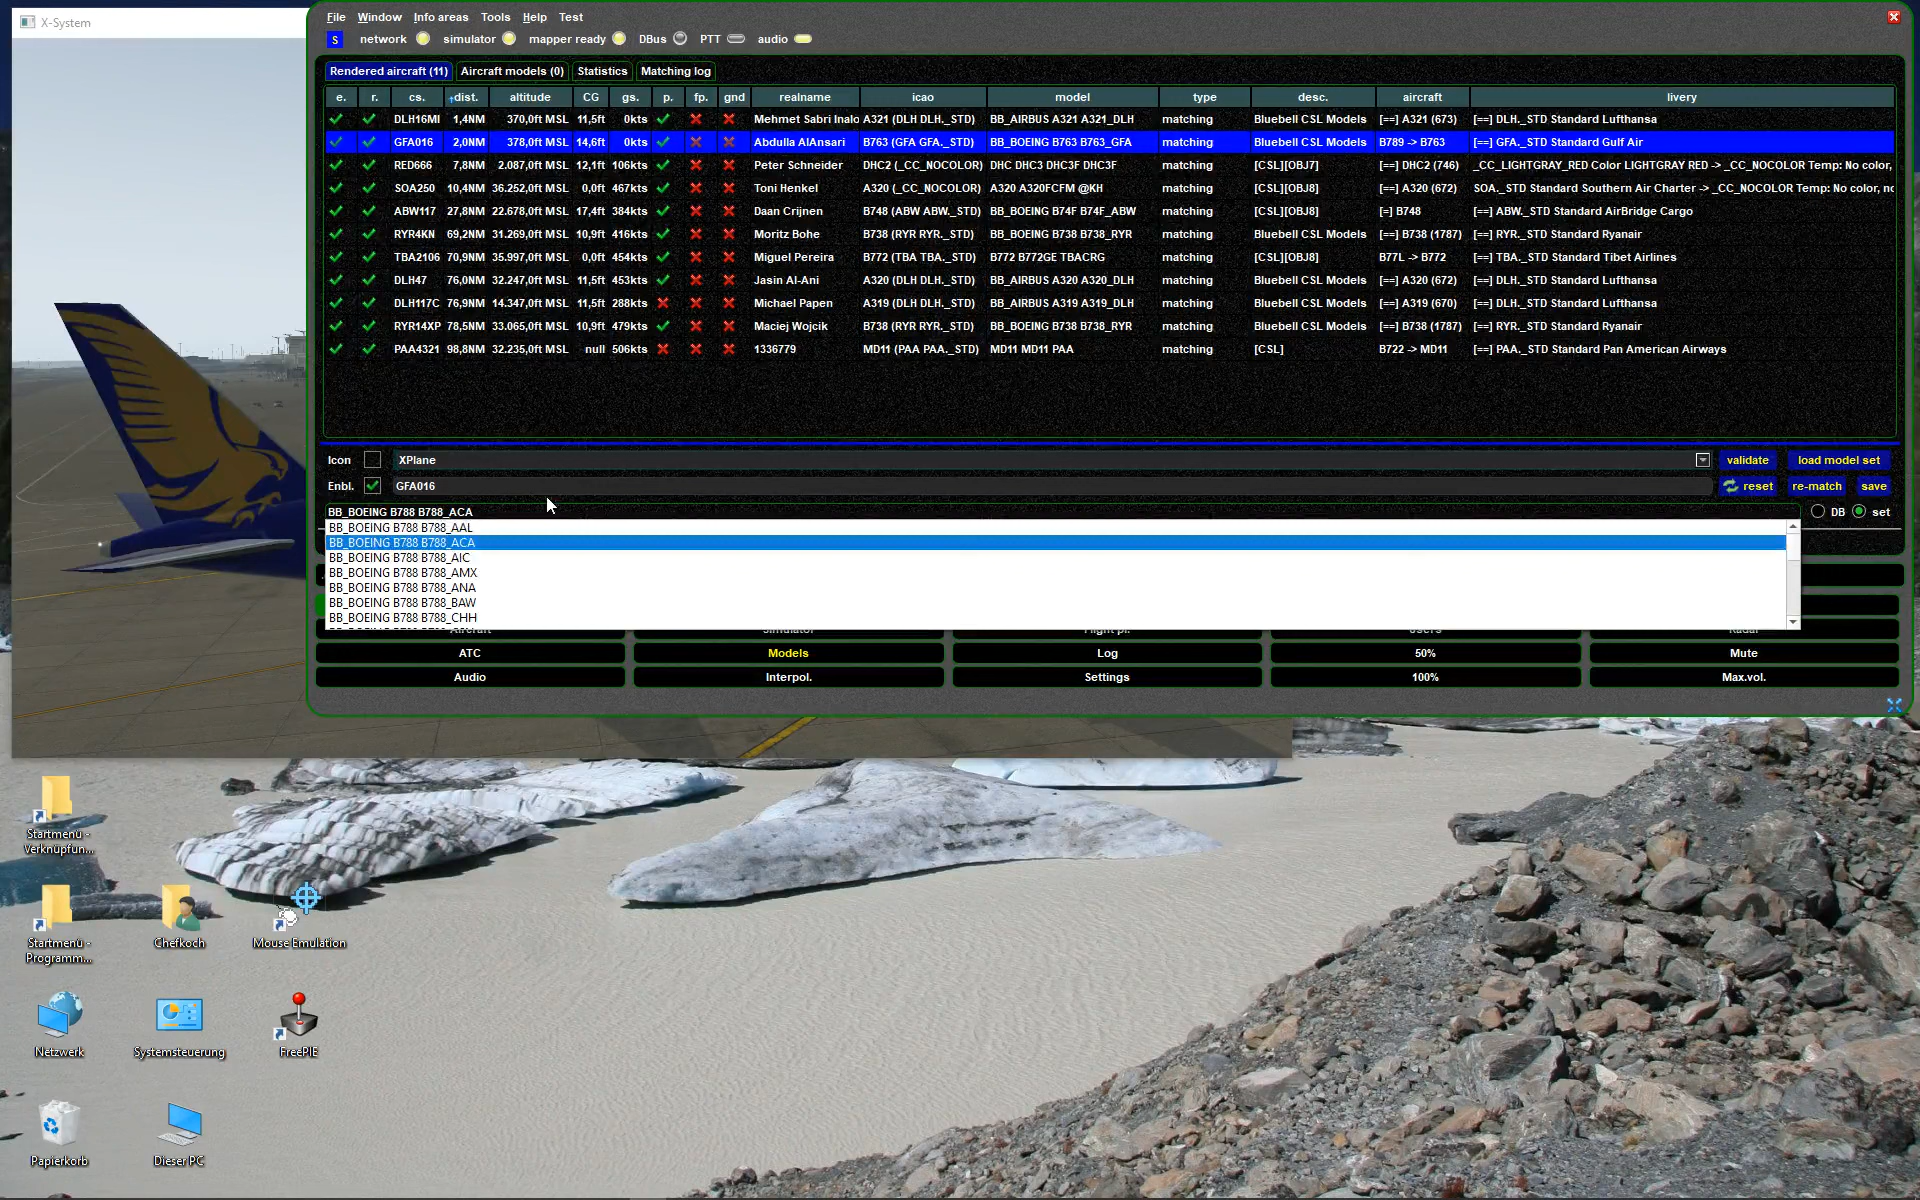 X-System
File Window Info areas Tools Help Test
S network simulator mapper ready DBus PTT audio
Rendered aircraft (11) Aircraft models (0) Statistics Matching log
e. r. cs. dist. altitude CG gs. p. fp. gnd realname icao model type desc. aircraft livery
DLH16MI 1,4NM 370,0ft MSL 11,5ft 0kts Mehmet Sabri Inalo A321 (DLH DLH._STD) BB_AIRBUS A321 A321_DLH matching Bluebell CSL Models [==] A321 (673) [==] DLH._STD Standard Lufthansa
GFA016 2,0NM 378,0ft MSL 14,6ft 0kts Abdulla AlAnsari B763 (GFA GFA._STD) BB_BOEING B763 B763_GFA matching Bluebell CSL Models B789 -> B763 [==] GFA._STD Standard Gulf Air
RED666 7,8NM 2.087,0ft MSL 12,1ft 106kts Peter Schneider DHC2 (_CC_NOCOLOR) DHC DHC3 DHC3F DHC3F matching [CSL][OBJ7] [==] DHC2 (746) _CC_LIGHTGRAY_RED Color LIGHTGRAY RED -> _CC_NOCOLOR Temp: No color,
SOA250 10,4NM 36.252,0ft MSL 0,0ft 467kts Toni Henkel A320 (_CC_NOCOLOR) A320 A320FCFM @KH matching [CSL][OBJ8] [==] A320 (672) SOA._STD Standard Southern Air Charter -> _CC_NOCOLOR Temp: No color, no
ABW117 27,8NM 22.678,0ft MSL 17,4ft 384kts Daan Crijnen B748 (ABW ABW._STD) BB_BOEING B74F B74F_ABW matching [CSL][OBJ8] [=] B748 [==] ABW._STD Standard AirBridge Cargo
RYR4KN 69,2NM 31.269,0ft MSL 10,9ft 416kts Moritz Bohe B738 (RYR RYR._STD) BB_BOEING B738 B738_RYR matching Bluebell CSL Models [==] B738 (1787) [==] RYR._STD Standard Ryanair
TBA2106 70,9NM 35.997,0ft MSL 0,0ft 454kts Miguel Pereira B772 (TBA TBA._STD) B772 B772GE TBACRG matching [CSL][OBJ8] B77L -> B772 [==] TBA._STD Standard Tibet Airlines
DLH47 76,0NM 32.247,0ft MSL 11,5ft 453kts Jasin Al-Ani A320 (DLH DLH._STD) BB_AIRBUS A320 A320_DLH matching Bluebell CSL Models [==] A320 (672) [==] DLH._STD Standard Lufthansa
DLH117C 76,9NM 14.347,0ft MSL 11,5ft 288kts Michael Papen A319 (DLH DLH._STD) BB_AIRBUS A319 A319_DLH matching Bluebell CSL Models [==] A319 (670) [==] DLH._STD Standard Lufthansa
RYR14XP 78,5NM 33.065,0ft MSL 10,9ft 479kts Maciej Wojcik B738 (RYR RYR._STD) BB_BOEING B738 B738_RYR matching Bluebell CSL Models [==] B738 (1787) [==] RYR._STD Standard Ryanair
PAA4321 98,8NM 32.235,0ft MSL null 506kts 1336779 MD11 (PAA PAA._STD) MD11 MD11 PAA matching [CSL] B722 -> MD11 [==] PAA._STD Standard Pan American Airways
Icon XPlane validate load model set
Enbl. GFA016 reset re-match save
BB_BOEING B788 B788_ACA DB set
BB_BOEING B788 B788_AAL
BB_BOEING B788 B788_ACA
BB_BOEING B788 B788_AIC
BB_BOEING B788 B788_AMX
BB_BOEING B788 B788_ANA
BB_BOEING B788 B788_BAW
BB_BOEING B788 B788_CHH
Aircraft Simulator Flight pl. Users Radar
ATC Models Log 50% Mute
Audio Interpol. Settings 100% Max.vol.
Startmenü -
Verknüpfun...
Startmenü -
Programm...
Chefkoch
Mouse Emulation
Netzwerk
Systemsteuerung
FreePIE
Papierkorb
Dieser PC